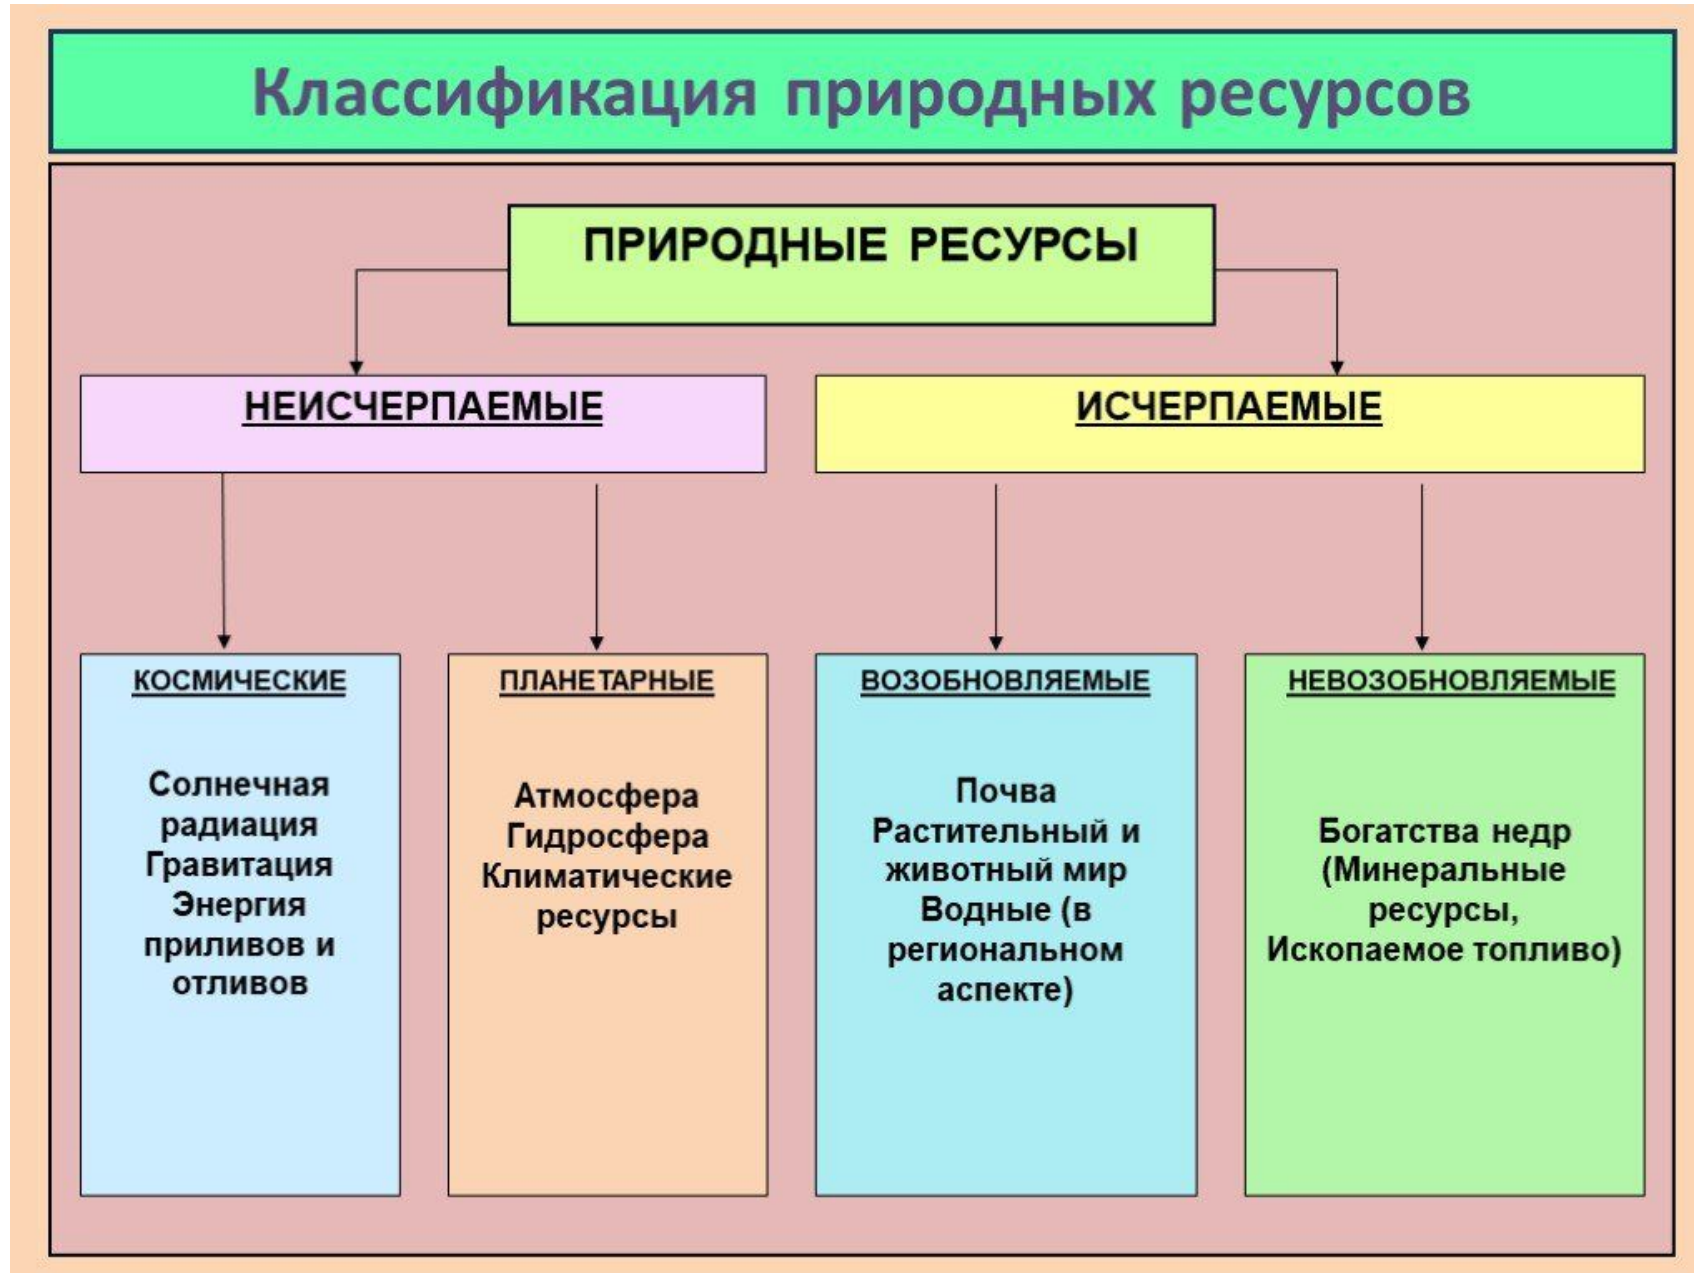 Классификация природных ресурсов
ПРИРОДНЫЕ РЕСУРСЫ
НЕИСЧЕРПАЕМЫЕ
ИСЧЕРПАЕМЫЕ
КОСМИЧЕСКИЕ
Солнечная
радиация
Гравитация
Энергия
приливов и
отливов
ПЛАНЕТАРНЫЕ
Атмосфера
Гидросфера
Климатические
ресурсы
ВОЗОБНОВЛЯЕМЫЕ
Почва
Растительный и
животный мир
Водные (в
региональном
аспекте)
НЕВОЗОБНОВЛЯЕМЫЕ
Богатства недр
(Минеральные
ресурсы,
Ископаемое топливо)